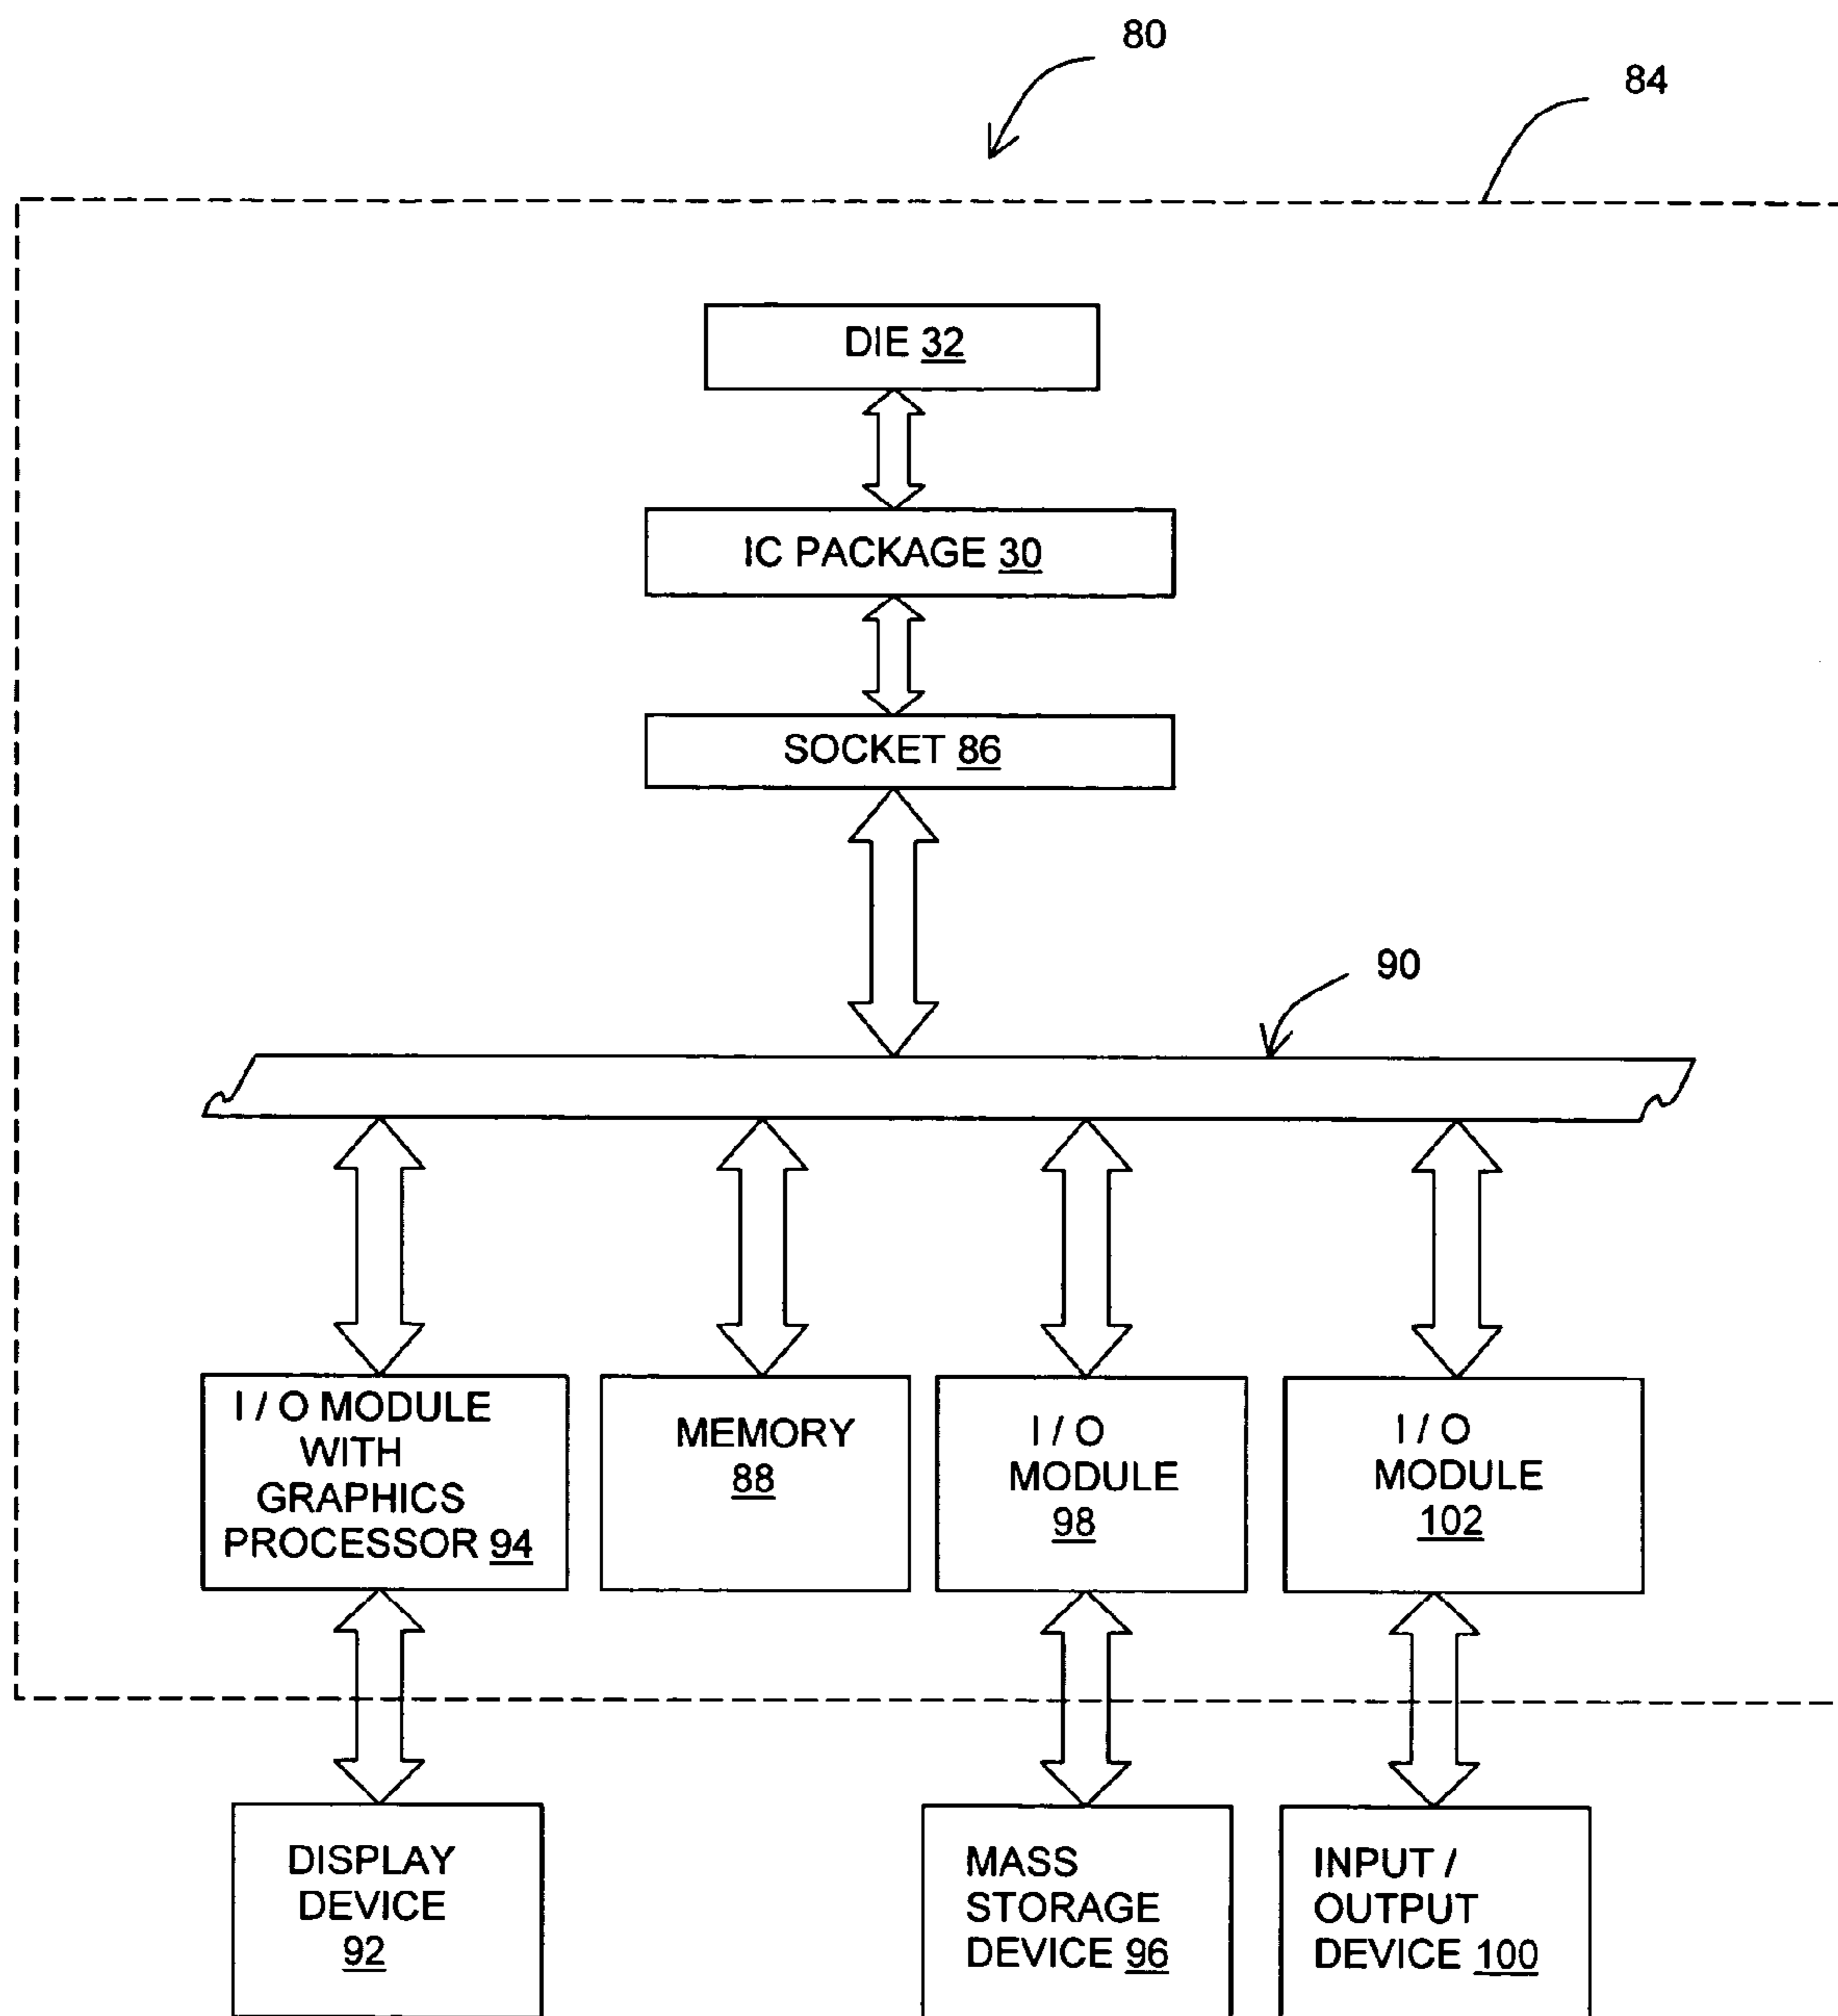 80
84
DIE 32
IC PACKAGE 30
SOCKET 86
90
I / O MODULE
WITH
GRAPHICS
PROCESSOR 94
MEMORY
88
I / O
MODULE
98
I / O
MODULE
102
DISPLAY
DEVICE
92
MASS
STORAGE
DEVICE 96
INPUT /
OUTPUT
DEVICE 100